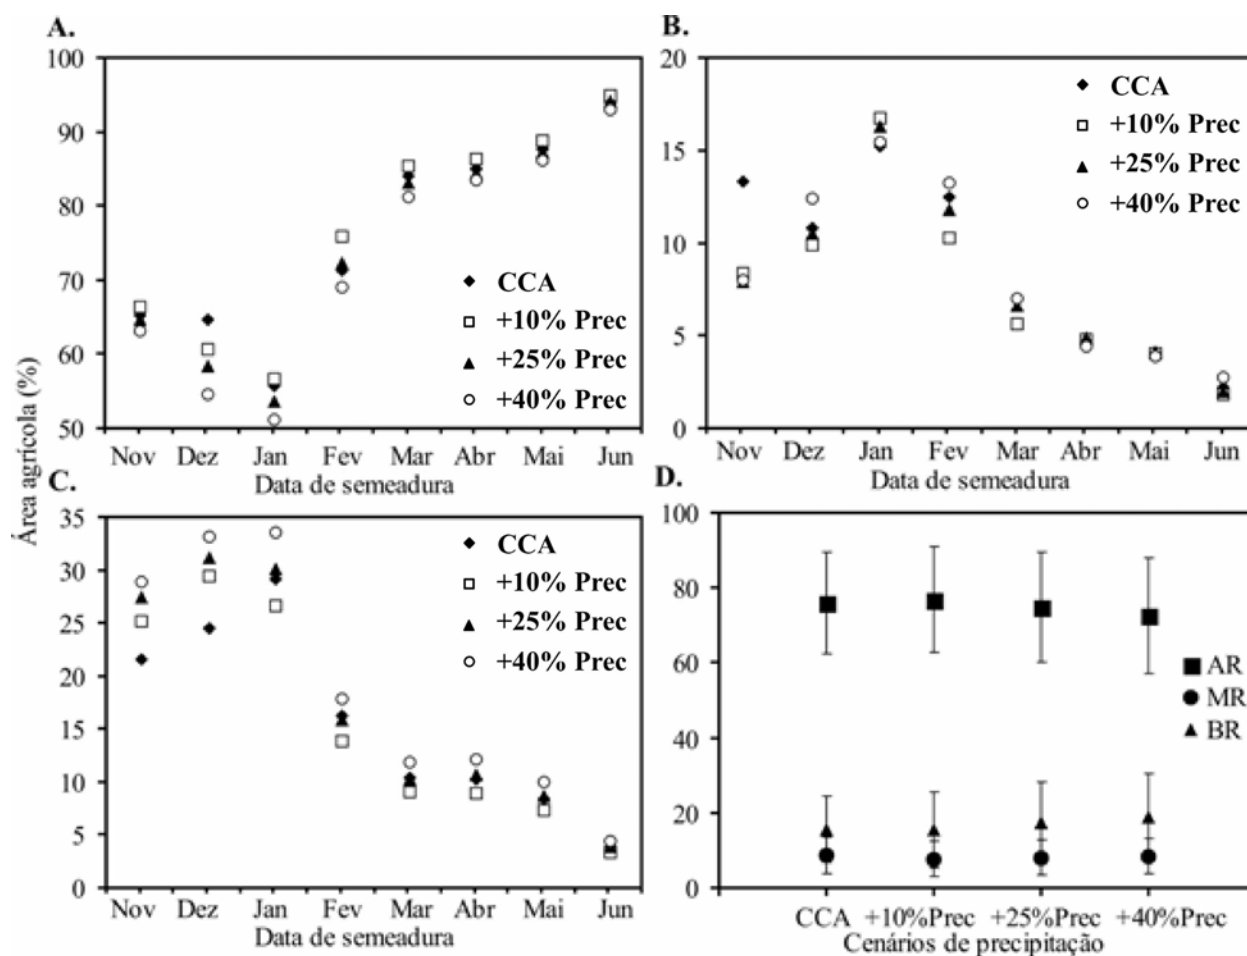 A.
100
90
80
70
60
50
CCA
+10% Prec
+25% Prec
+40% Prec
Nov Dez Jan Fev Mar Abr Mai Jun
Data de semeadura
B.
20
15
10
5
0
CCA
+10% Prec
+25% Prec
+40% Prec
Nov Dez Jan Fev Mar Abr Mai Jun
Data de semeadura
Área agrícola (%)
C.
35
30
25
20
15
10
5
0
CCA
+10% Prec
+25% Prec
+40% Prec
Nov Dez Jan Fev Mar Abr Mai Jun
Data de semeadura
D.
100
80
60
40
20
0
AR
MR
BR
CCA +10%Prec +25%Prec +40%Prec
Cenários de precipitação